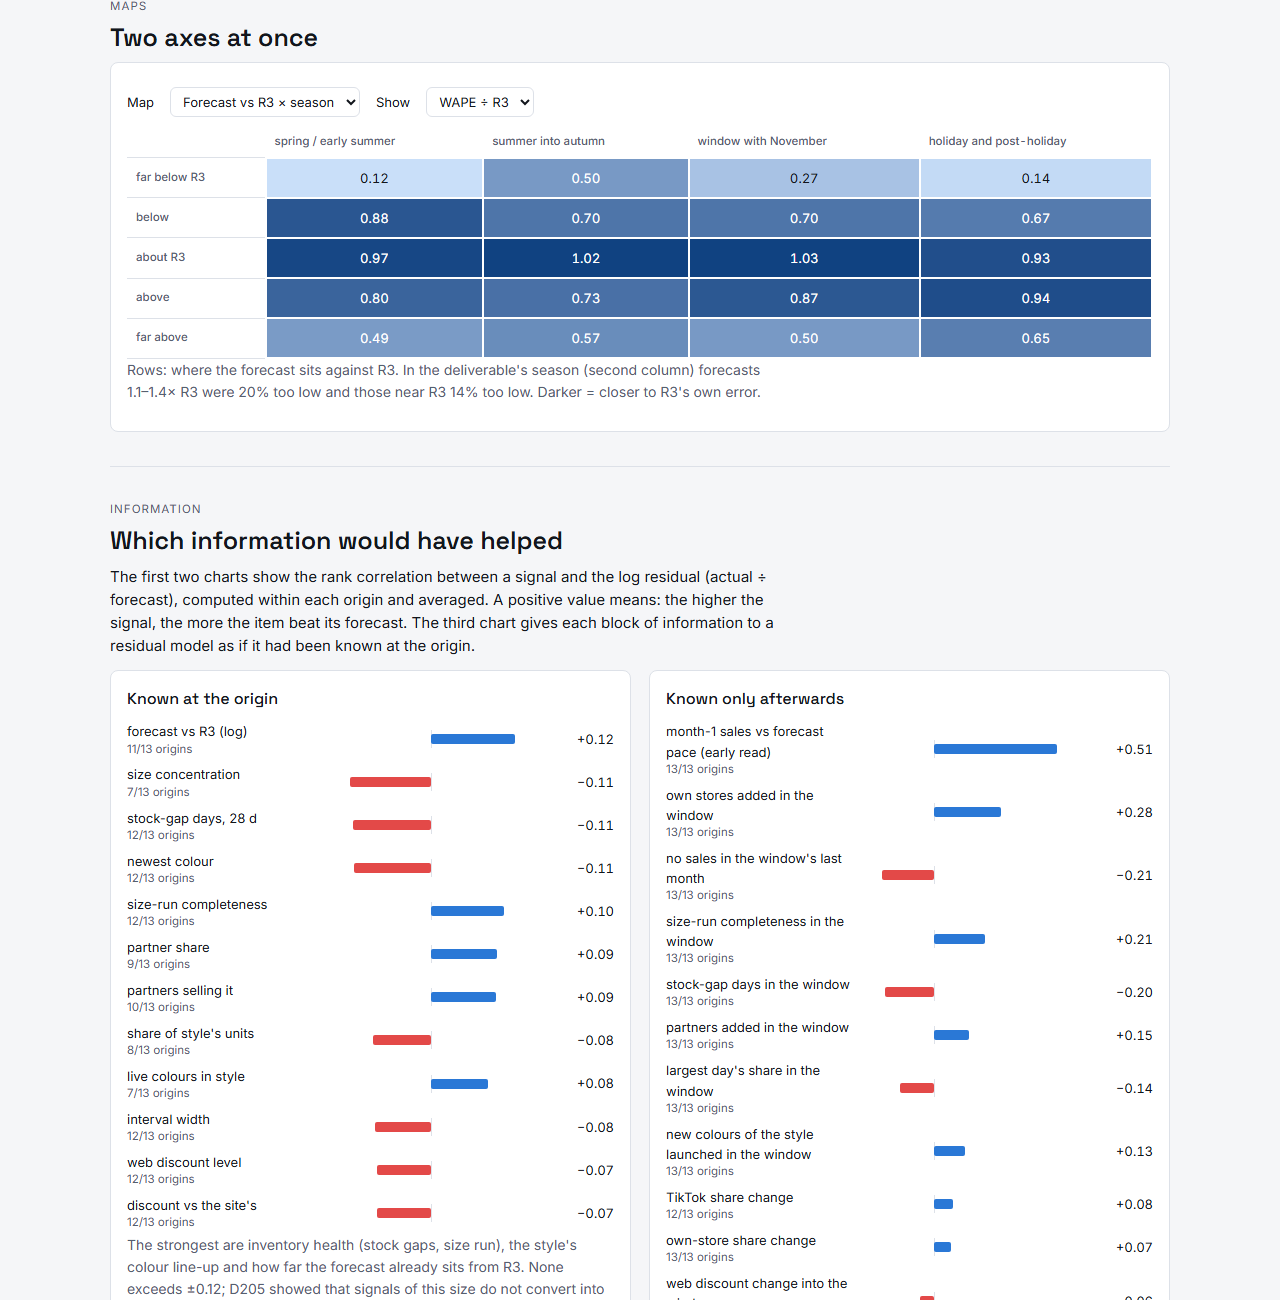 MAPS
Two axes at once
Map Forecast vs R3 × season Show WAPE ÷ R3
spring / early summer summer into autumn window with November holiday and post-holiday
far below R3 0.12 0.50 0.27 0.14
below 0.88 0.70 0.70 0.67
about R3 0.97 1.02 1.03 0.93
above 0.80 0.73 0.87 0.94
far above 0.49 0.57 0.50 0.65
Rows: where the forecast sits against R3. In the deliverable's season (second column) forecasts
1.1–1.4× R3 were 20% too low and those near R3 14% too low. Darker = closer to R3's own error.
INFORMATION
Which information would have helped
The first two charts show the rank correlation between a signal and the log residual (actual ÷
forecast), computed within each origin and averaged. A positive value means: the higher the
signal, the more the item beat its forecast. The third chart gives each block of information to a
residual model as if it had been known at the origin.
Known at the origin
forecast vs R3 (log) +0.12
11/13 origins
size concentration −0.11
7/13 origins
stock-gap days, 28 d −0.11
12/13 origins
newest colour −0.11
12/13 origins
size-run completeness +0.10
12/13 origins
partner share +0.09
9/13 origins
partners selling it +0.09
10/13 origins
share of style's units −0.08
8/13 origins
live colours in style +0.08
7/13 origins
interval width −0.08
12/13 origins
web discount level −0.07
12/13 origins
discount vs the site's −0.07
12/13 origins
The strongest are inventory health (stock gaps, size run), the style's
colour line-up and how far the forecast already sits from R3. None
exceeds ±0.12; D205 showed that signals of this size do not convert into
Known only afterwards
month-1 sales vs forecast
pace (early read) +0.51
13/13 origins
own stores added in the
window +0.28
13/13 origins
no sales in the window's last
month −0.21
13/13 origins
size-run completeness in the
window +0.21
13/13 origins
stock-gap days in the window −0.20
13/13 origins
partners added in the window +0.15
13/13 origins
largest day's share in the
window −0.14
13/13 origins
new colours of the style
launched in the window +0.13
13/13 origins
TikTok share change +0.08
12/13 origins
own-store share change +0.07
13/13 origins
web discount change into the